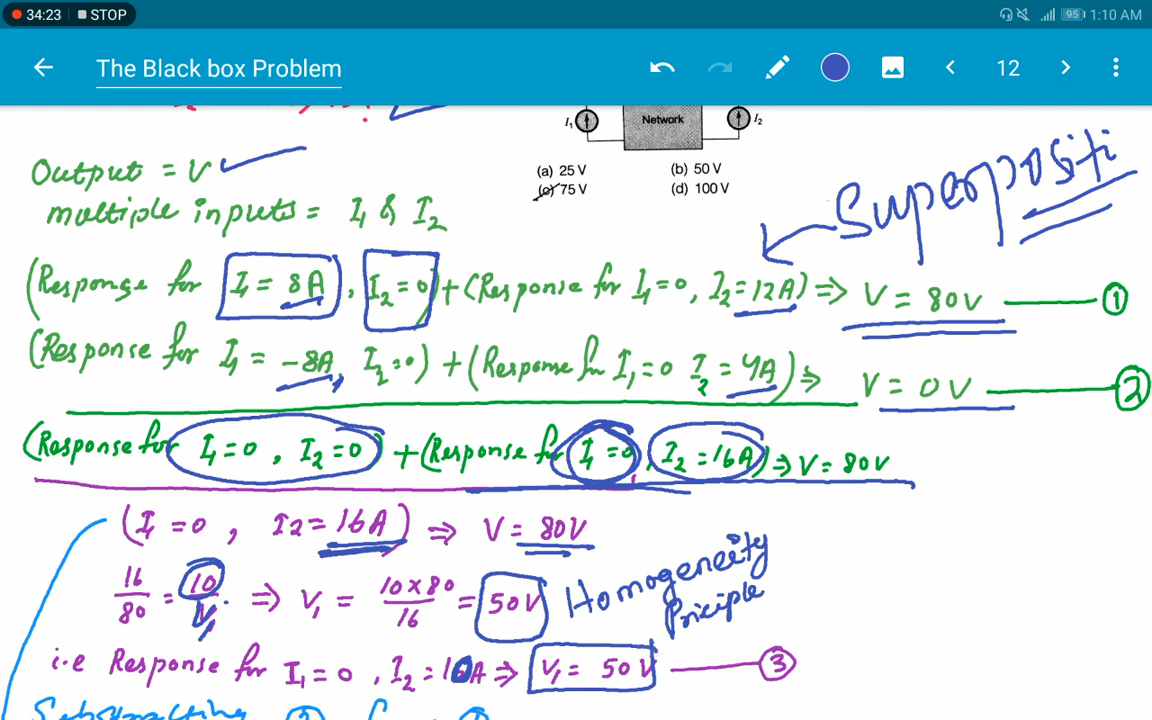 34:23 STOP 95 1:10 AM
The Black box Problem 12
I₁ Network I₂
(a) 25 V (b) 50 V
(c) 75 V (d) 100 V
Superpositi
Output = V
multiple inputs = I₁ & I₂
(Response for I₁ = 8A, I₂=0) + (Response for I₁=0, I₂=12A) ⇒ V = 80V ①
(Response for I₁ = -8A, I₂=0) + (Response for I₁=0 I₂ = 4A) ⇒ V = 0V ②
(Response for I₁=0, I₂=0) + (Response for I₁=0, I₂=16A) ⇒ V=80V
(I₁=0, I₂=16A) ⇒ V=80V
16/80 = 10/V₁ ⇒ V₁ = 10×80/16 = 50V Homogeneity
Priciple
i.e Response for I₁=0, I₂=10A ⇒ V₁ = 50V ③